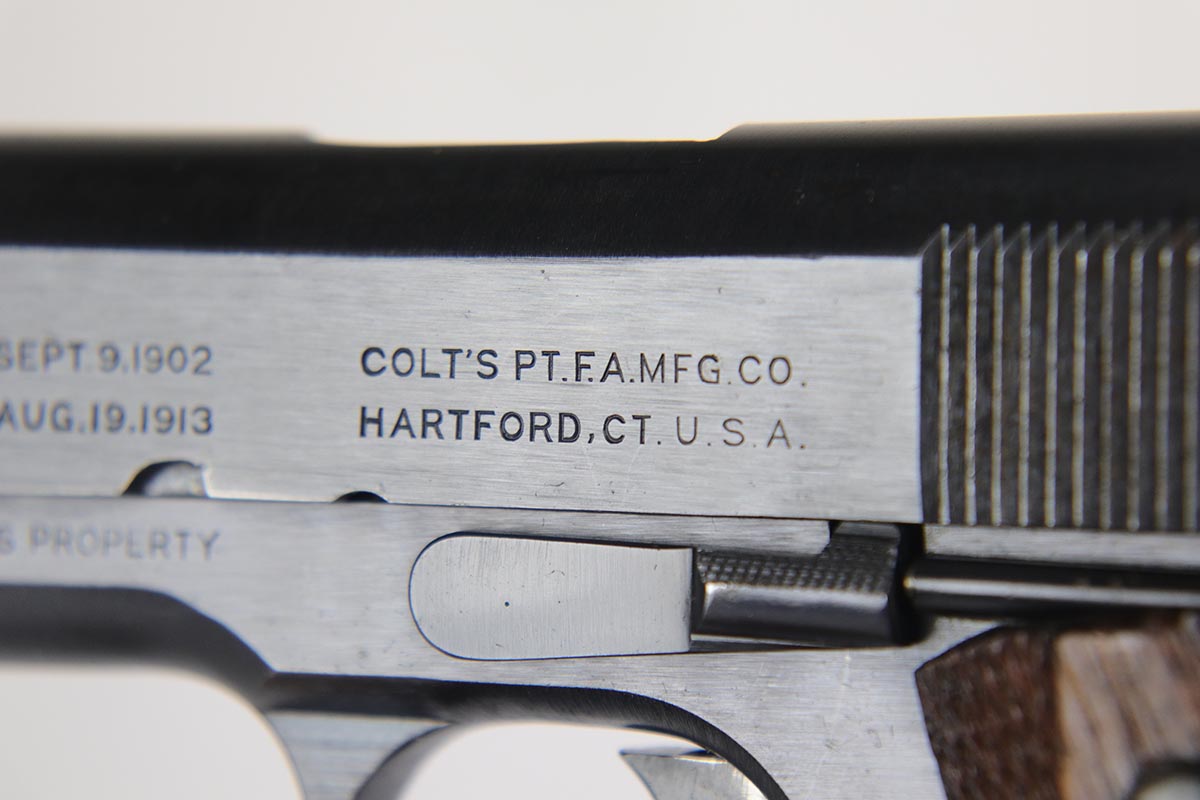 SEPT.9.1902
AUG.19.1913
COLT'S PT.F.A.MFG.CO.
HARTFORD, CT. U.S.A.
S PROPERTY